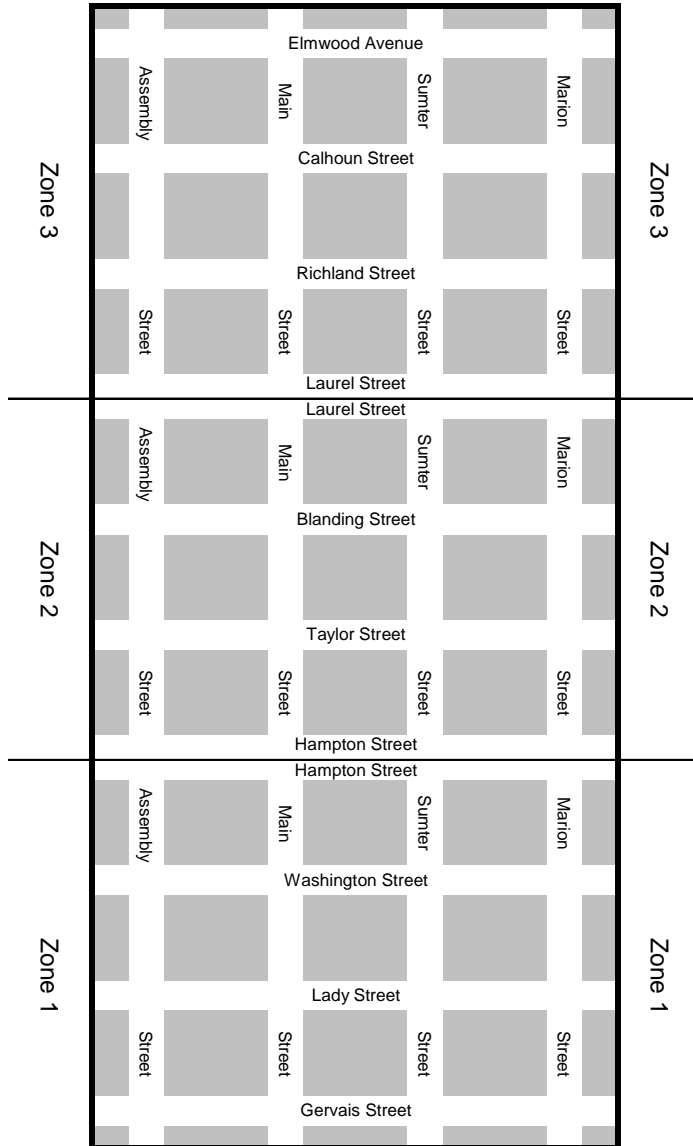 Elmwood Avenue
Assembly
Main
Sumter
Marion
Calhoun Street
Zone 3
Zone 3
Richland Street
Street
Street
Street
Street
Laurel Street
Laurel Street
Assembly
Main
Sumter
Marion
Blanding Street
Zone 2
Zone 2
Taylor Street
Street
Street
Street
Street
Hampton Street
Hampton Street
Assembly
Main
Sumter
Marion
Washington Street
Zone 1
Zone 1
Lady Street
Street
Street
Street
Street
Gervais Street